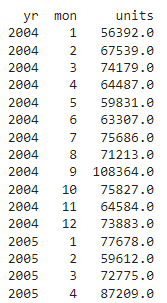 yr mon units
2004 1 56392.0
2004 2 67539.0
2004 3 74179.0
2004 4 64487.0
2004 5 59831.0
2004 6 63307.0
2004 7 75686.0
2004 8 71213.0
2004 9 108364.0
2004 10 75827.0
2004 11 64584.0
2004 12 73883.0
2005 1 77678.0
2005 2 59612.0
2005 3 72775.0
2005 4 87209.0